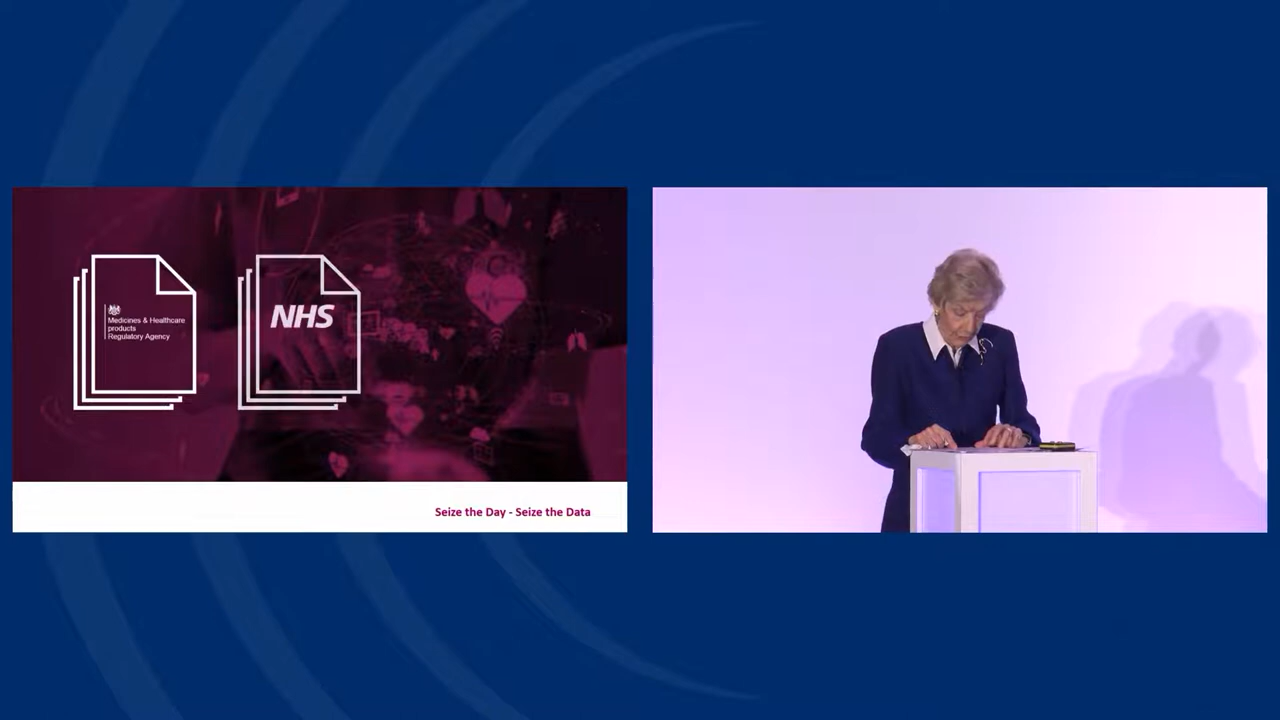 Medicines & Healthcare
products
Regulatory Agency
NHS
Seize the Day - Seize the Data